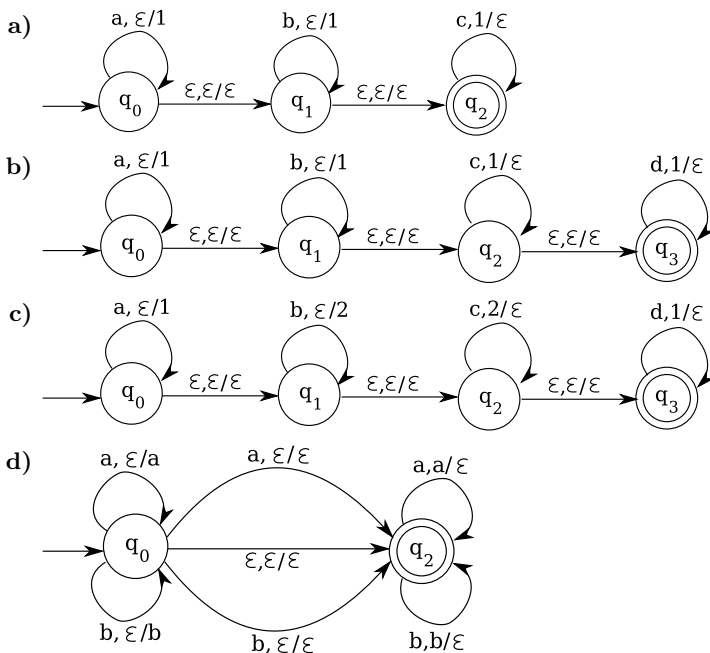 a)
a, ε/1 b, ε/1 c,1/ε
q0 ε,ε/ε q1 ε,ε/ε q2
b)
a, ε/1 b, ε/1 c,1/ε d,1/ε
q0 ε,ε/ε q1 ε,ε/ε q2 ε,ε/ε q3
c)
a, ε/1 b, ε/2 c,2/ε d,1/ε
q0 ε,ε/ε q1 ε,ε/ε q2 ε,ε/ε q3
d)
a, ε/a a, ε/ε a,a/ε
q0 ε,ε/ε q2
b, ε/b b, ε/ε b,b/ε